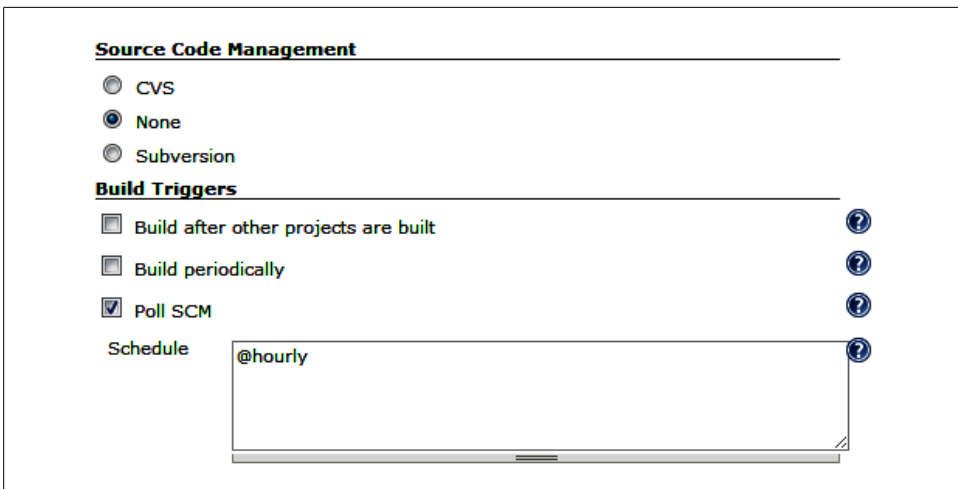 Source Code Management
CVS
None
Subversion
Build Triggers
Build after other projects are built
?
Build periodically
?
Poll SCM
?
Schedule
@hourly
?